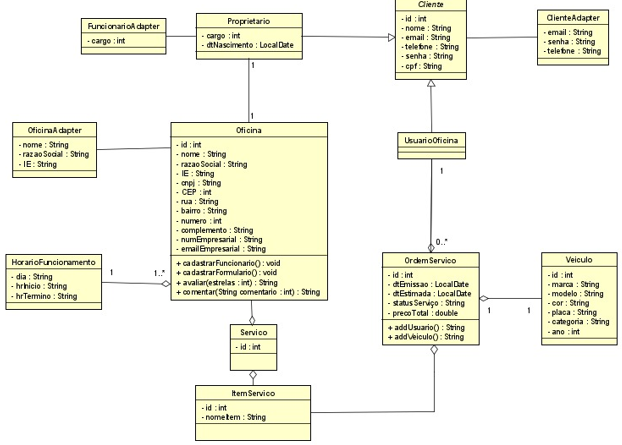 FuncionarioAdapter
- cargo : int
Proprietario
- cargo : int
- dtNascimento : LocalDate
Cliente
- id : int
- nome : String
- email : String
- telefone : String
- senha : String
- cpf : String
ClienteAdapter
- email : String
- senha : String
- telefone : String
1
1
OficinaAdapter
- nome : String
- razaoSocial : String
- IE : String
Oficina
- id : int
- nome : String
- razaoSocial : String
- IE : String
- cnpj : String
- CEP : int
- rua : String
- bairro : String
- numero : int
- complemento : String
- numEmpresarial : String
- emailEmpresarial : String
+ cadastrarFuncionario() : void
+ cadastrarFormulario() : void
+ avaliar(estrelas : int) : String
+ comentar(String comentario : int) : String
UsuarioOficina
1
0..*
HorarioFuncionamento
- dia : String
- hrInicio : String
- hrTermino : String
1
1..*
OrdemServico
- id : int
- dtEmissao : LocalDate
- dtEstimada : LocalDate
- statusServiço : String
- precoTotal : double
+ addUsuario() : String
+ addVeiculo() : String
1
1
Veiculo
- id : int
- marca : String
- modelo : String
- cor : String
- placa : String
- categoria : String
- ano : int
Servico
- id : int
ItemServico
- id : int
- nomeItem : String